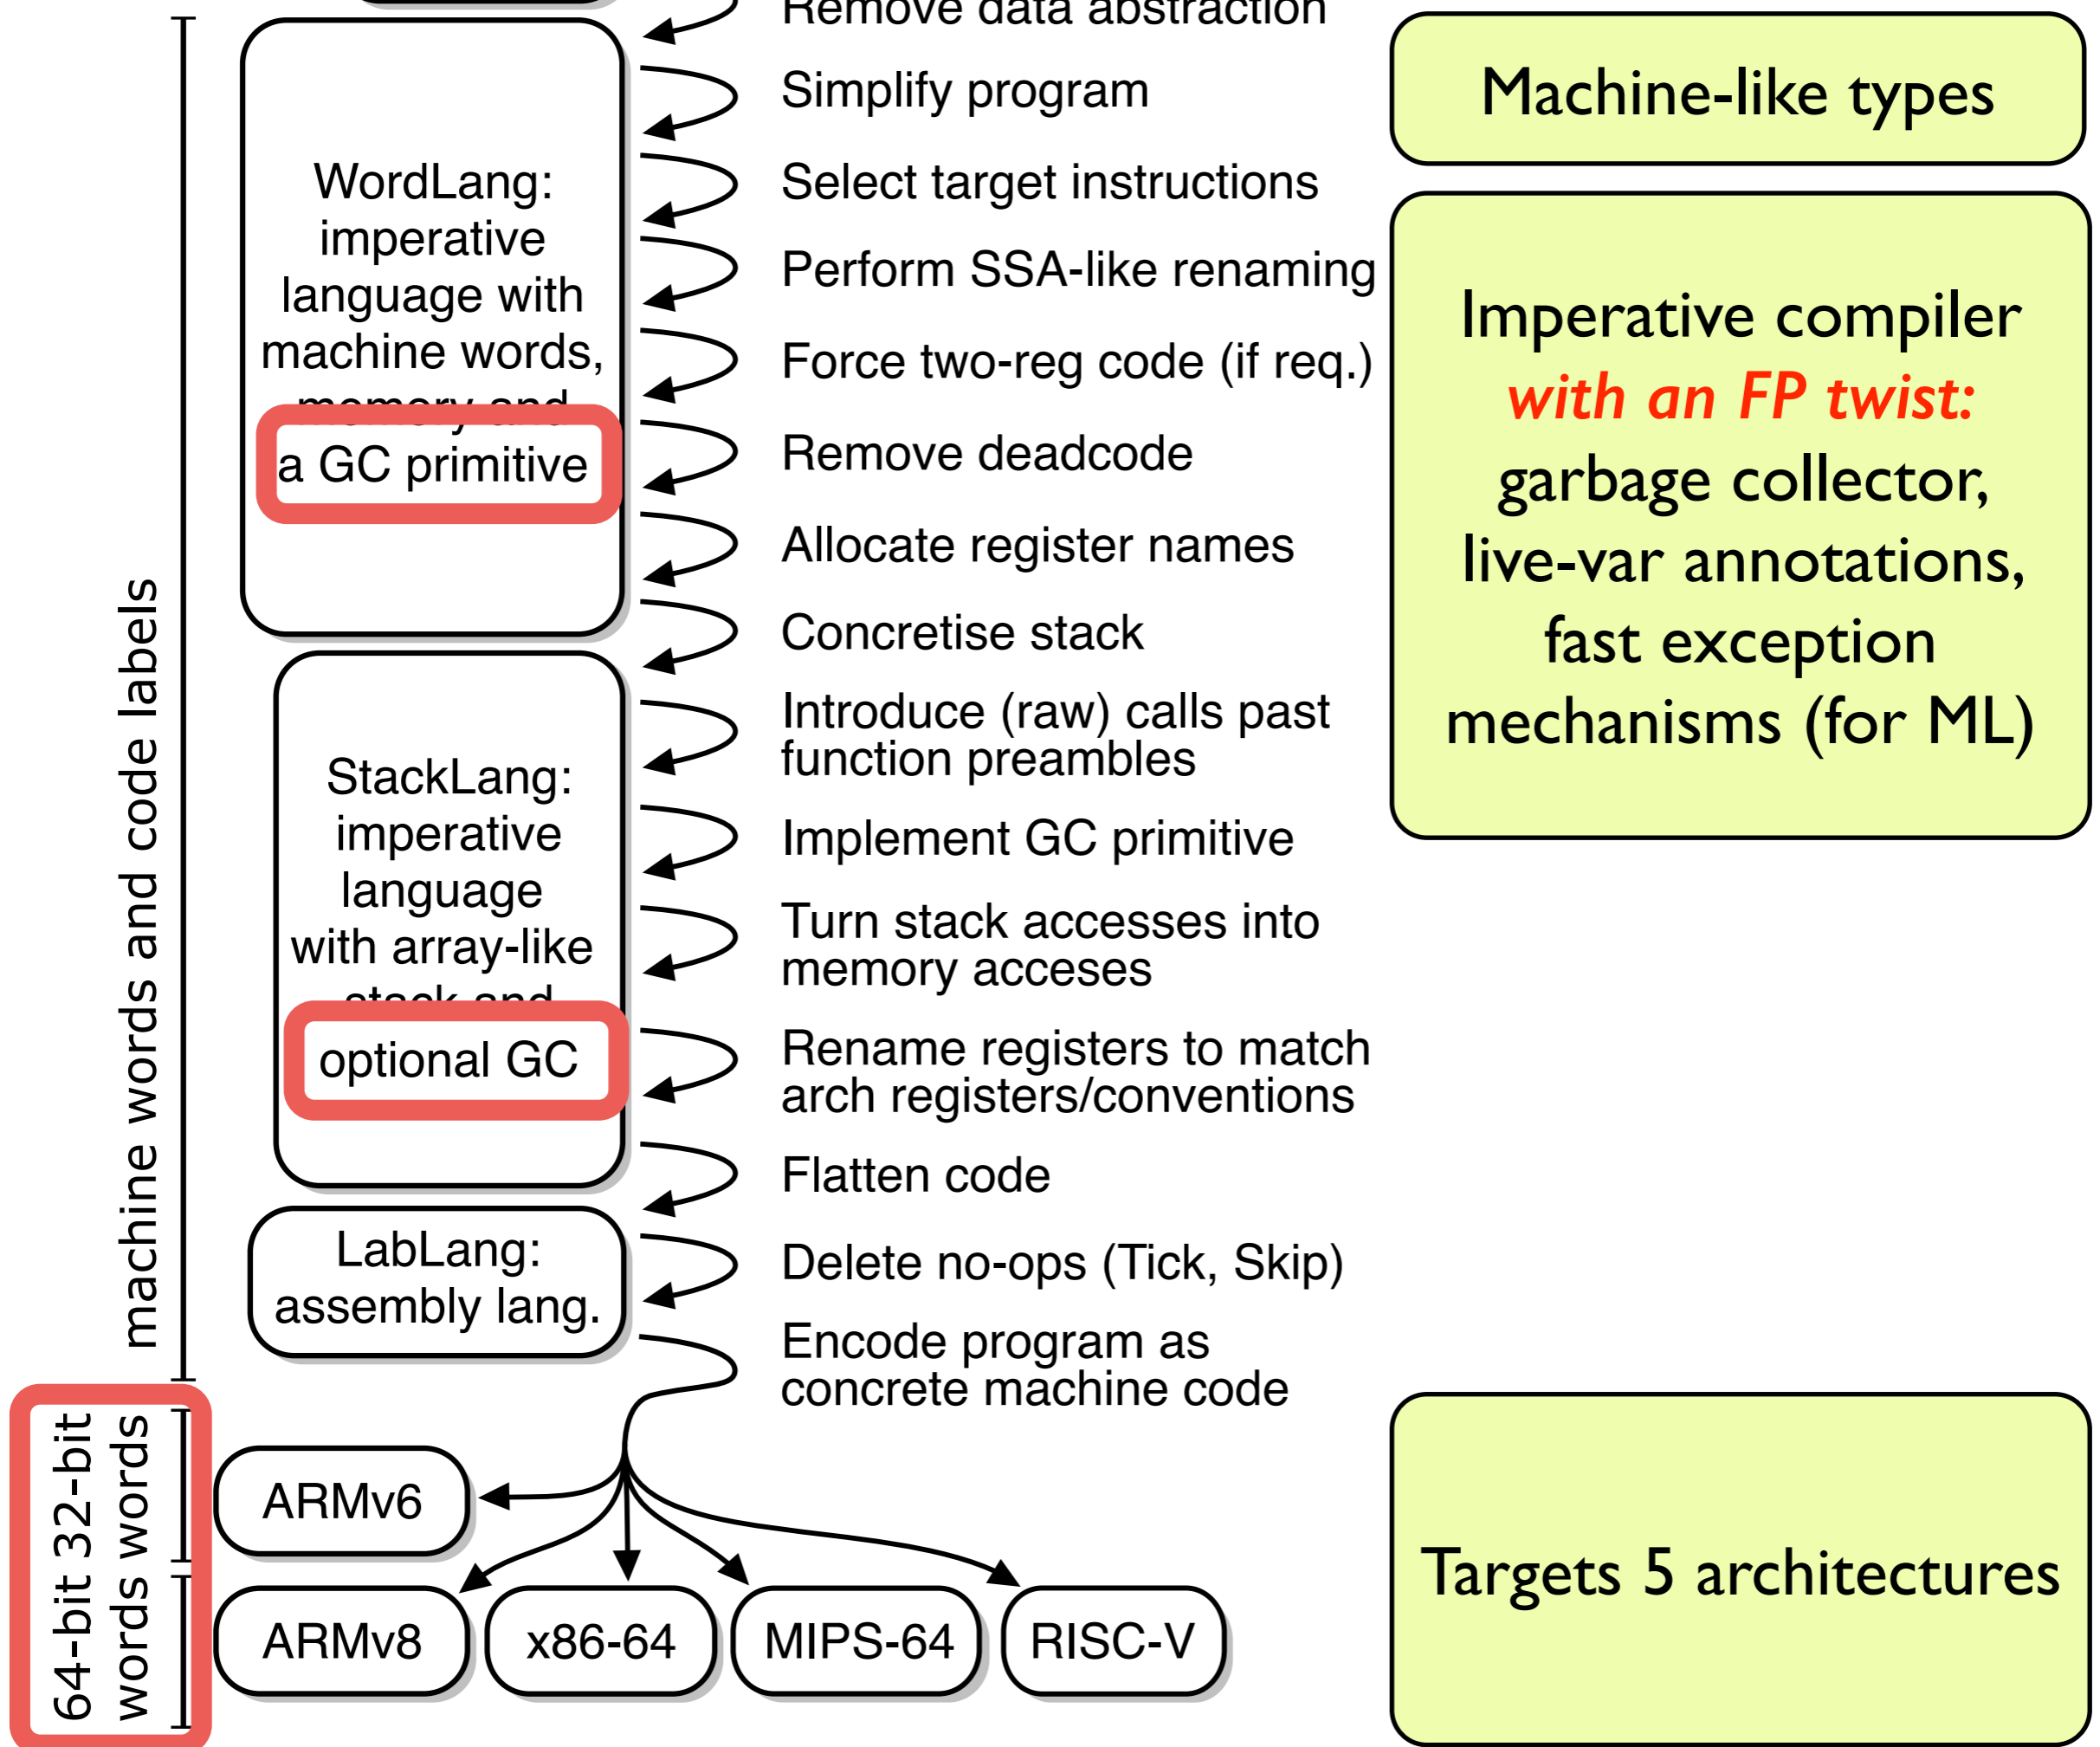 Remove data abstraction
Simplify program
Select target instructions
Perform SSA-like renaming
Force two-reg code (if req.)
Remove deadcode
Allocate register names
Concretise stack
Introduce (raw) calls past
function preambles
Implement GC primitive
Turn stack accesses into
memory acceses
Rename registers to match
arch registers/conventions
Flatten code
Delete no-ops (Tick, Skip)
Encode program as
concrete machine code
machine words and code labels
WordLang:
imperative
language with
machine words,
memory and
a GC primitive
StackLang:
imperative
language
with array-like
stack and
optional GC
LabLang:
assembly lang.
32-bit
words
64-bit
words
ARMv6
ARMv8
x86-64
MIPS-64
RISC-V
Machine-like types
Imperative compiler
with an FP twist:
garbage collector,
live-var annotations,
fast exception
mechanisms (for ML)
Targets 5 architectures